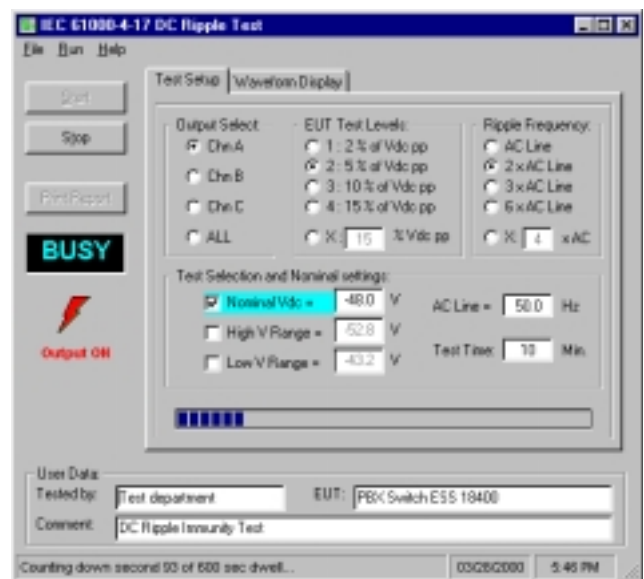 IEC 61000-4-17 DC Ripple Test
File Run Help
Start
Stop
Print Report
BUSY
Output ON
Test Setup Waveform Display
Output Select:
Chn A
Chn B
Chn C
ALL
EUT Test Levels:
1 : 2 % of Vdc pp
2 : 5 % of Vdc pp
3 : 10 % of Vdc pp
4 : 15 % of Vdc pp
X : 15 % Vdc pp
Ripple Frequency:
AC Line
2 x AC Line
3 x AC Line
6 x AC Line
X: 4 x AC
Test Selection and Nominal settings:
Nominal Vdc = -48.0 V
High V Range = -52.8 V
Low V Range = -43.2 V
AC Line = 50.0 Hz
Test Time: 10 Min.
User Data:
Tested by: Test department
EUT: PBX Switch ESS 18400
Comment: DC Ripple Immunity Test
Counting down second 93 of 600 sec dwell...
03/28/2000
5:46 PM